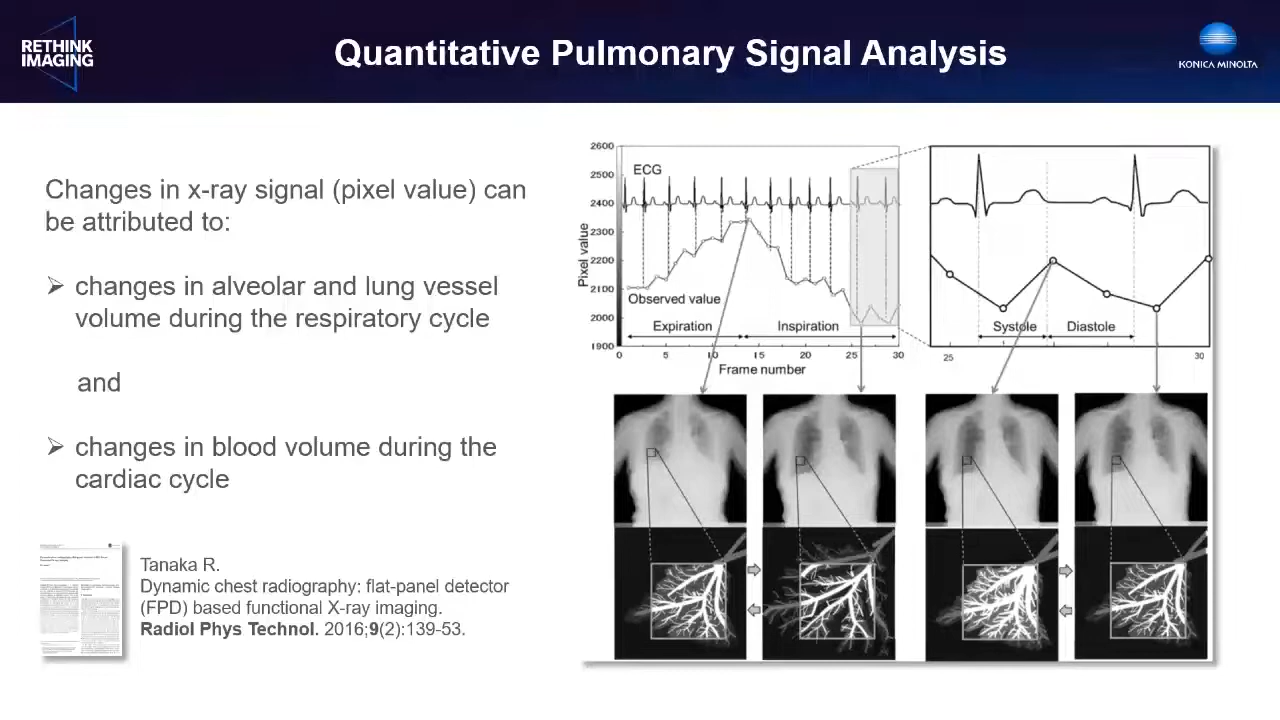 RETHINK
IMAGING
Quantitative Pulmonary Signal Analysis
KONICA MINOLTA
Changes in x-ray signal (pixel value) can
be attributed to:
➢ changes in alveolar and lung vessel
volume during the respiratory cycle
and
➢ changes in blood volume during the
cardiac cycle
Tanaka R.
Dynamic chest radiography: flat-panel detector
(FPD) based functional X-ray imaging.
Radiol Phys Technol. 2016;9(2):139-53.
2600
2500
2400
2300
2200
2100
2000
1900
Pixel value
ECG
Observed value
Expiration
Inspiration
0 5 10 15 20 25 30
Frame number
Systole
Diastole
25 30